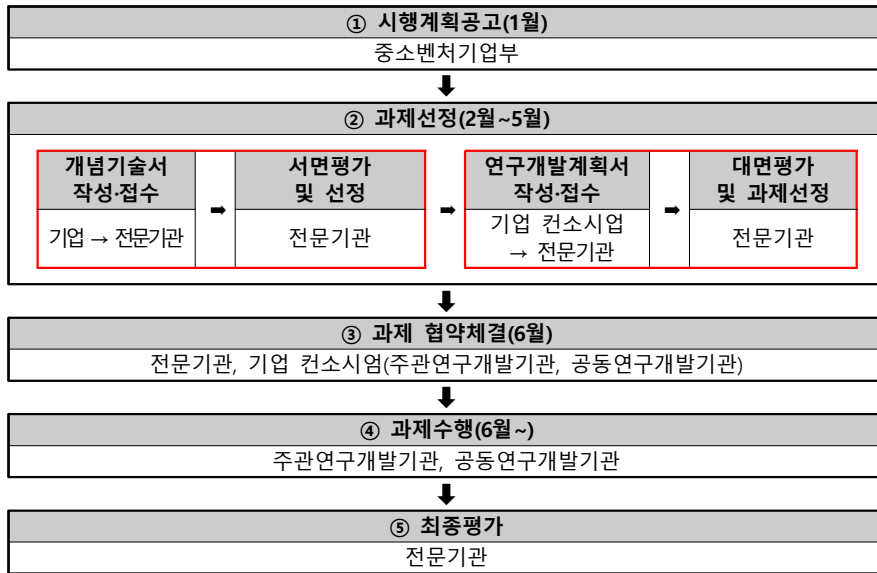 ① 시행계획공고(1월)
중소벤처기업부
⬇
② 과제선정(2월~5월)
개념기술서
작성·접수
기업 → 전문기관
➡
서면평가
및 선정
전문기관
➡
연구개발계획서
작성·접수
기업 컨소시업
→ 전문기관
➡
대면평가
및 과제선정
전문기관
⬇
③ 과제 협약체결(6월)
전문기관, 기업 컨소시엄(주관연구개발기관, 공동연구개발기관)
⬇
④ 과제수행(6월~)
주관연구개발기관, 공동연구개발기관
⬇
⑤ 최종평가
전문기관